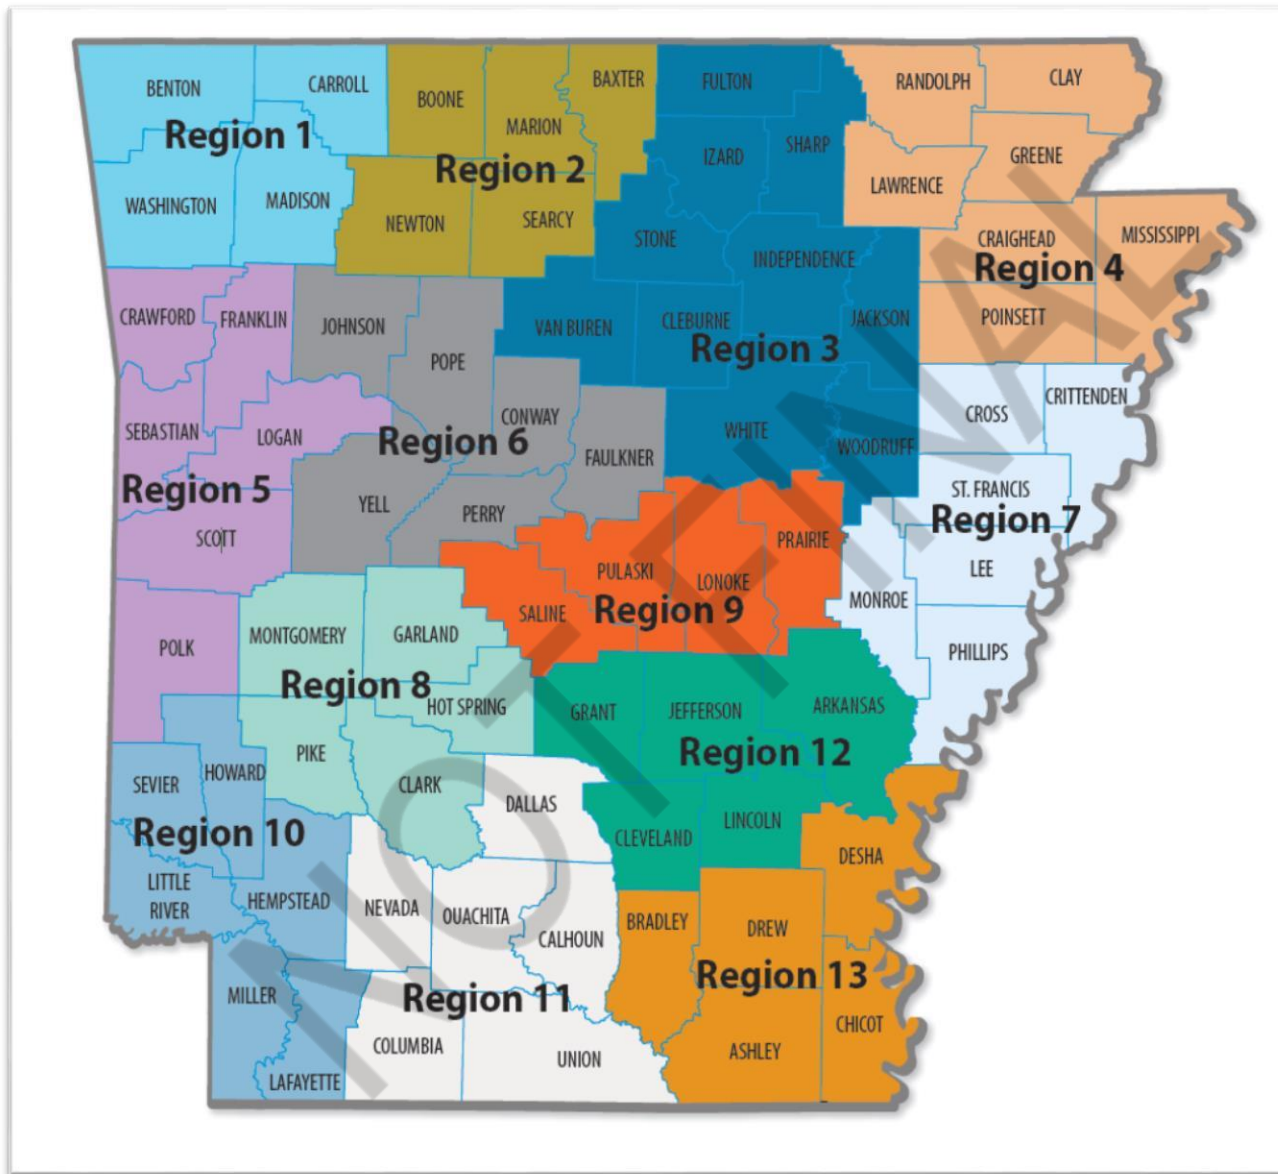 BENTON
CARROLL
BOONE
MARION
BAXTER
FULTON
RANDOLPH
CLAY
Region 1
Region 2
IZARD
SHARP
GREENE
WASHINGTON
MADISON
NEWTON
SEARCY
LAWRENCE
STONE
INDEPENDENCE
CRAIGHEAD
MISSISSIPPI
Region 4
CRAWFORD
FRANKLIN
JOHNSON
POPE
VAN BUREN
CLEBURNE
JACKSON
POINSETT
Region 3
SEBASTIAN
LOGAN
CONWAY
FAULKNER
WHITE
WOODRUFF
CROSS
CRITTENDEN
Region 6
Region 5
YELL
PERRY
ST. FRANCIS
Region 7
SCOTT
PULASKI
LONOKE
PRAIRIE
LEE
SALINE
Region 9
MONROE
POLK
MONTGOMERY
GARLAND
PHILLIPS
Region 8
HOT SPRING
GRANT
JEFFERSON
ARKANSAS
PIKE
Region 12
SEVIER
HOWARD
CLARK
DALLAS
CLEVELAND
LINCOLN
Region 10
DESHA
LITTLE
RIVER
HEMPSTEAD
NEVADA
OUACHITA
CALHOUN
BRADLEY
DREW
Region 13
MILLER
Region 11
COLUMBIA
UNION
ASHLEY
CHICOT
LAFAYETTE
NOT FINAL